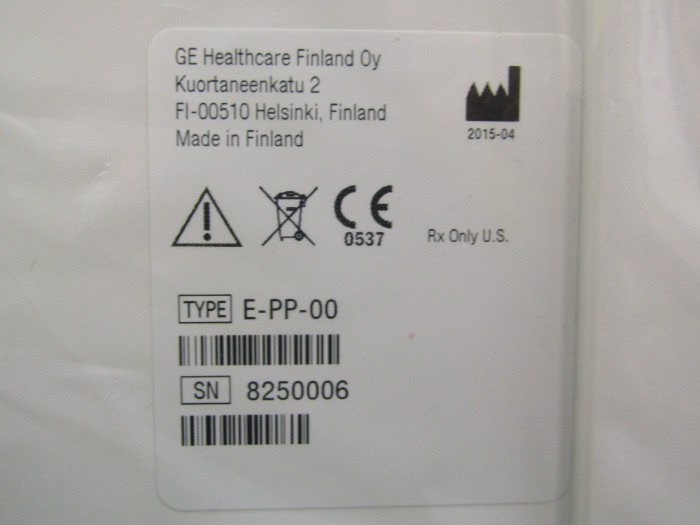 GE Healthcare Finland Oy
Kuortaneenkatu 2
FI-00510 Helsinki, Finland
Made in Finland
2015-04
CE
0537
Rx Only U.S.
TYPE E-PP-00
SN 8250006